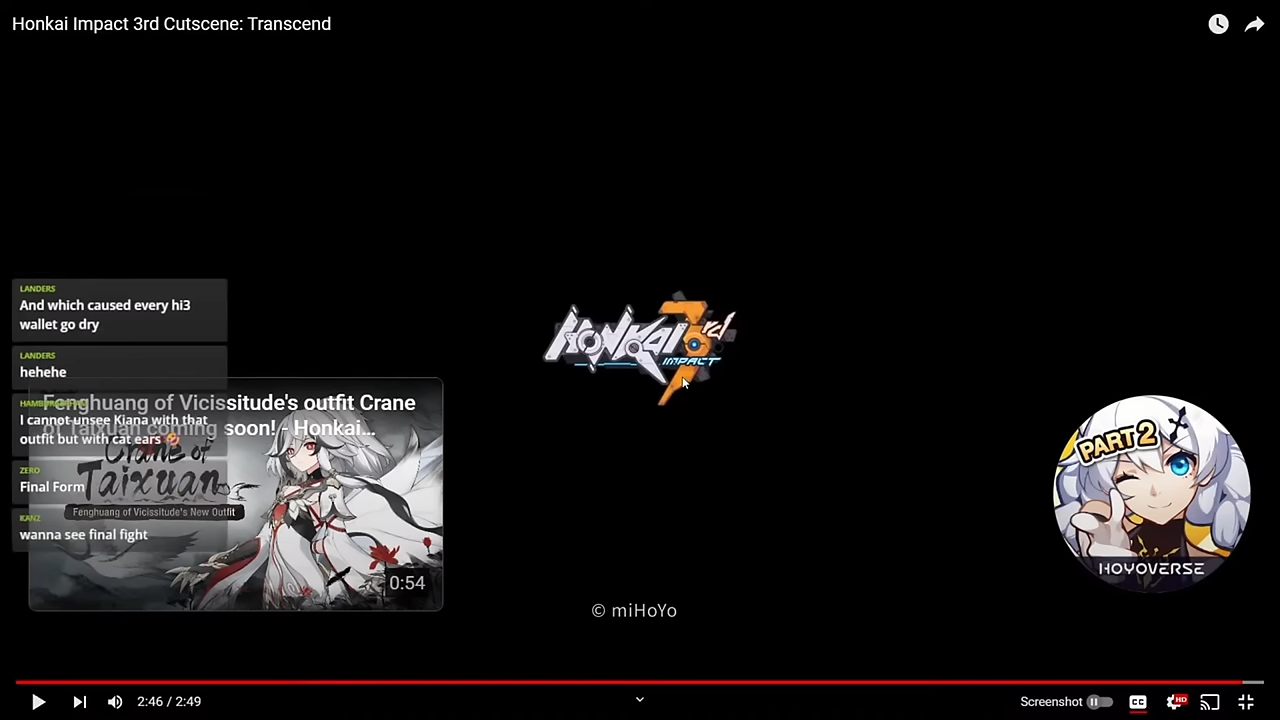 Honkai Impact 3rd Cutscene: Transcend
LANDERS
And which caused every hi3
wallet go dry
LANDERS
hehehe
I cannot unsee Kiana with that
outfit but with cat ears
ZERO
Final Form
KAN2
wanna see final fight
Fenghuang of Vicissitude's outfit Crane
of Taixuan coming soon! - Honkai...
Crane of
Taixuan
Fenghuang of Vicissitude's New Outfit
0:54
HONKAI 3rd
IMPACT
PART 2
HOYOVERSE
© miHoYo
2:46 / 2:49
Screenshot
CC
HD